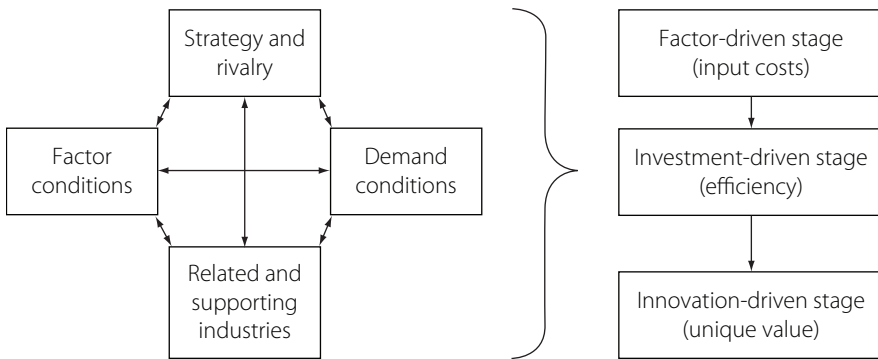 Strategy and
rivalry
Factor
conditions
Demand
conditions
Related and
supporting
industries
Factor-driven stage
(input costs)
Investment-driven stage
(efficiency)
Innovation-driven stage
(unique value)